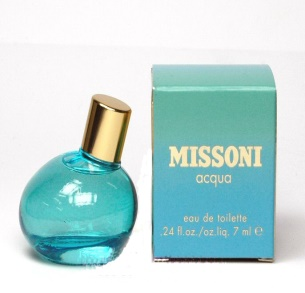 MISSONI
acqua
eau de toilette
.24 fl.oz./oz.liq. 7 ml e